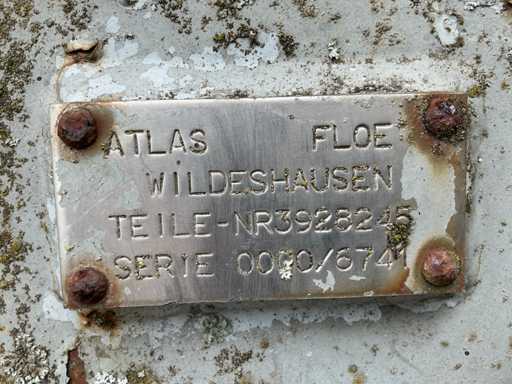 ATLAS FLOE
WILDESHAUSEN
TEILE-NR3928245
SERIE 0000/6741